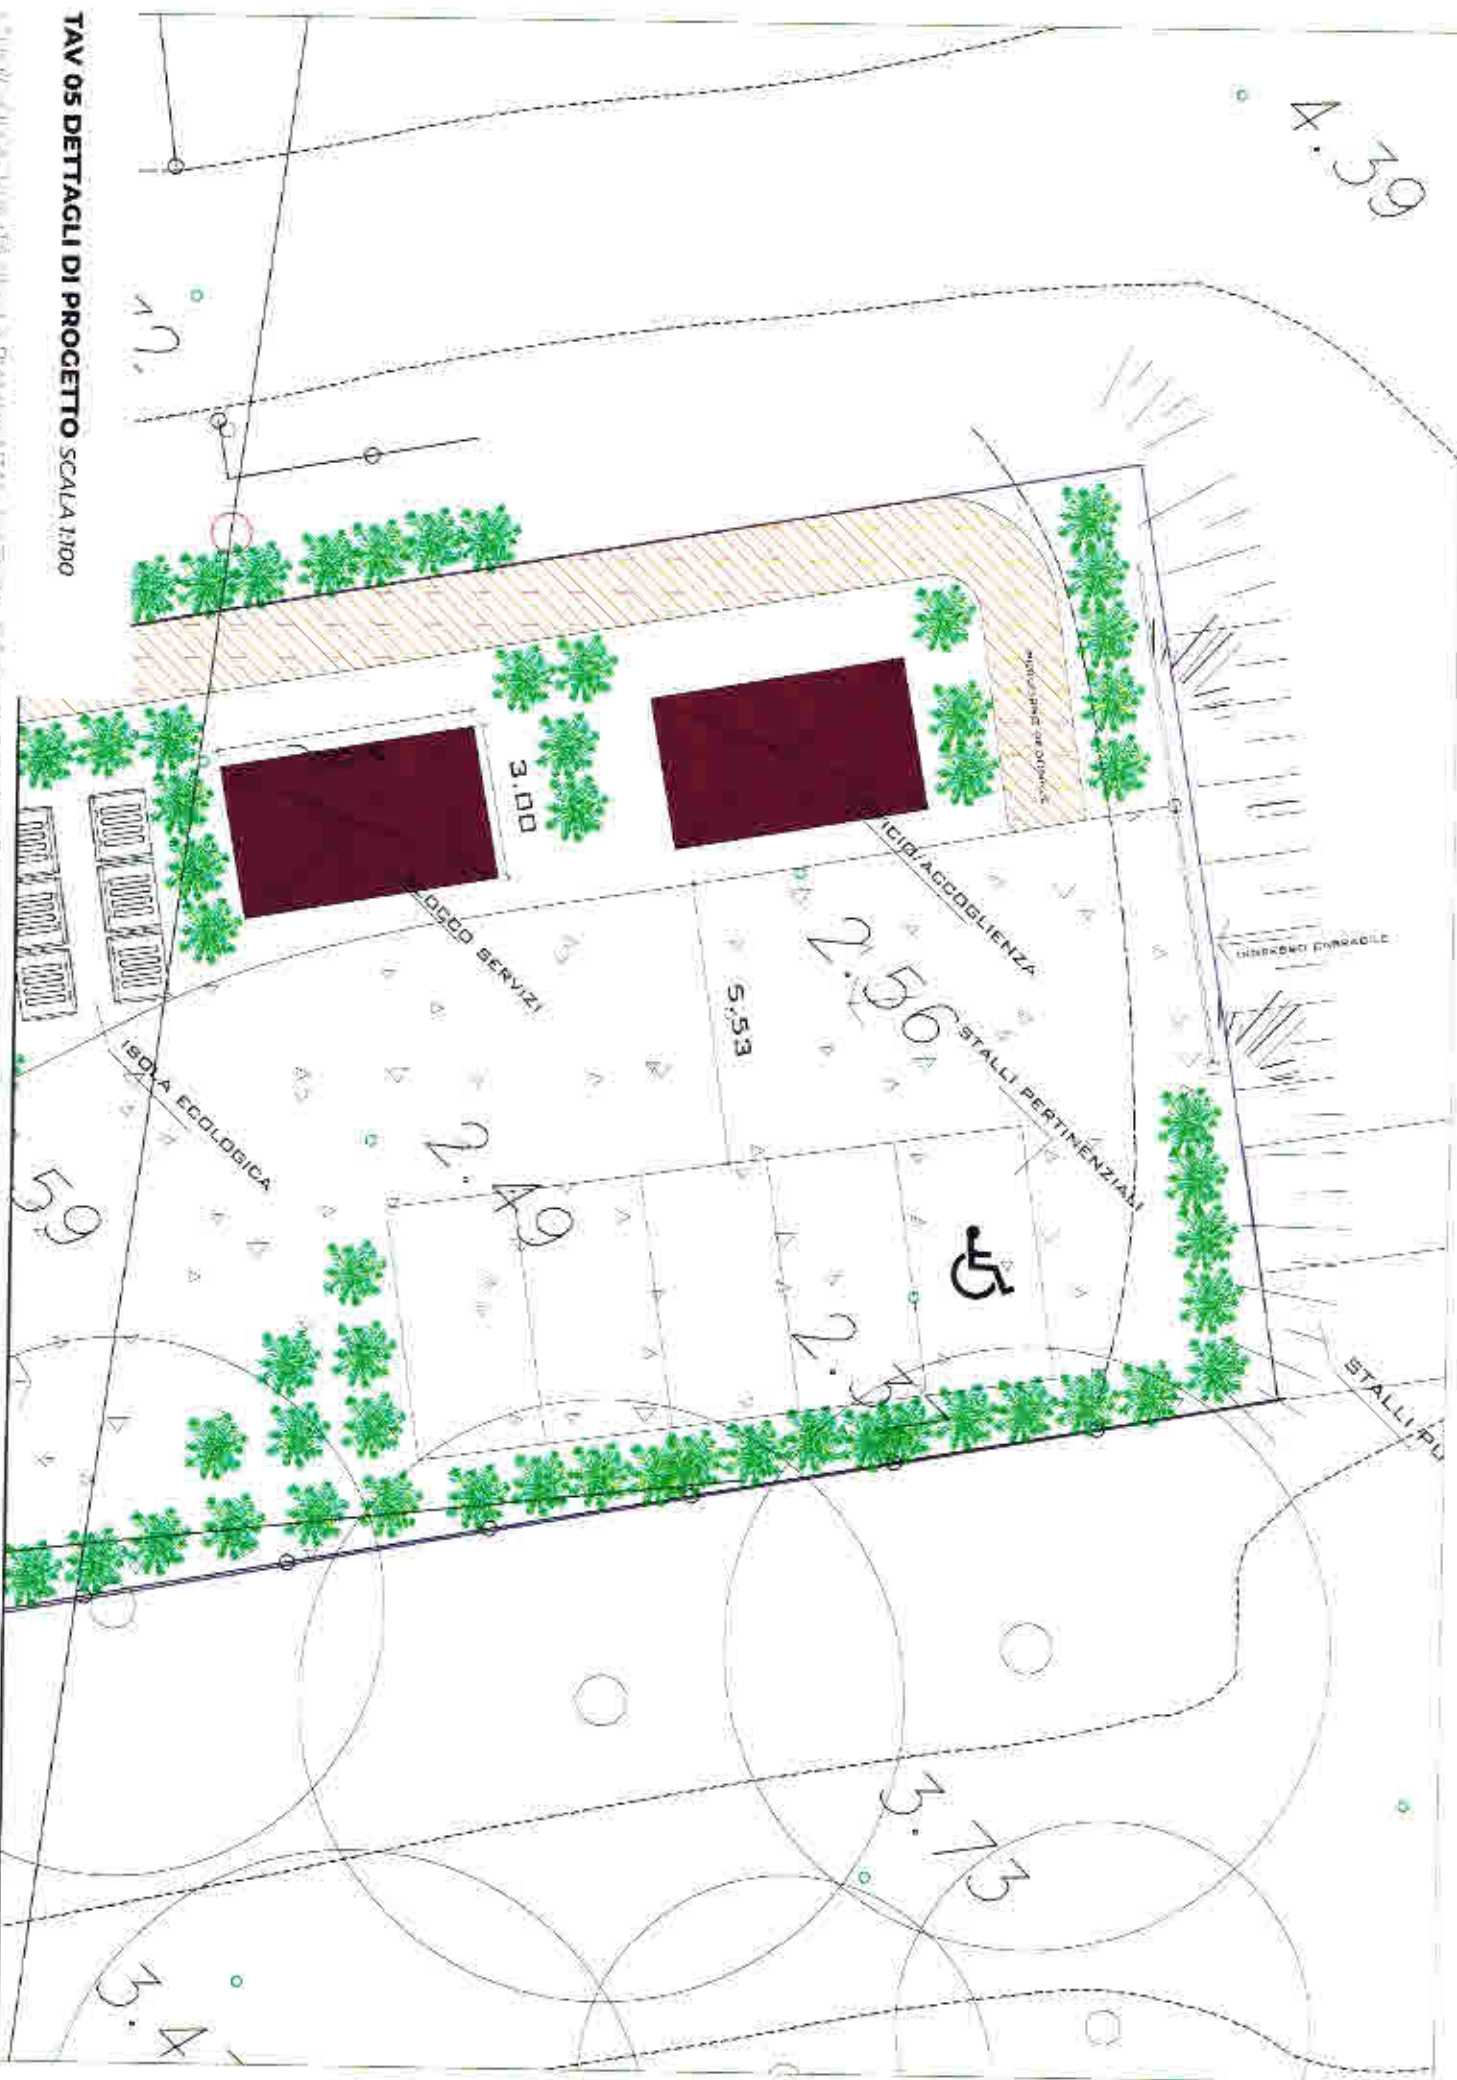 TAV 05 DETTAGLI DI PROGETTO SCALA 1:100
4.39
3.00
OCCO SERVIZI
ICIO/ACCOGLIENZA
2.56
5,53
STALLI PERTINENZIALI
ISOLA ECOLOGICA
59
2.49
2.3
STALLI PU
3.73
3.4